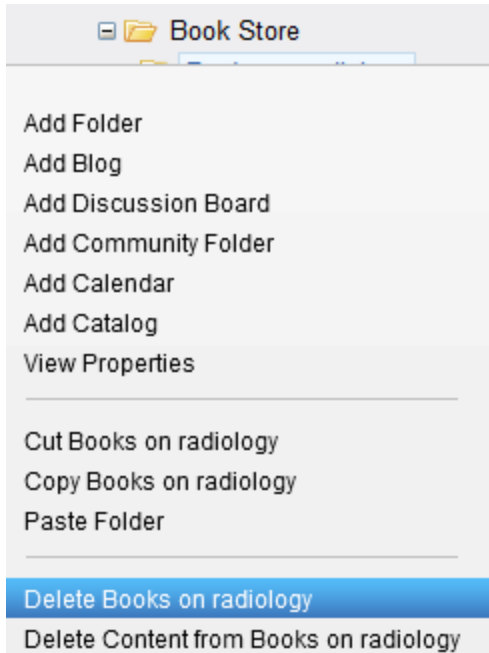 Book Store
Add Folder
Add Blog
Add Discussion Board
Add Community Folder
Add Calendar
Add Catalog
View Properties
Cut Books on radiology
Copy Books on radiology
Paste Folder
Delete Books on radiology
Delete Content from Books on radiology